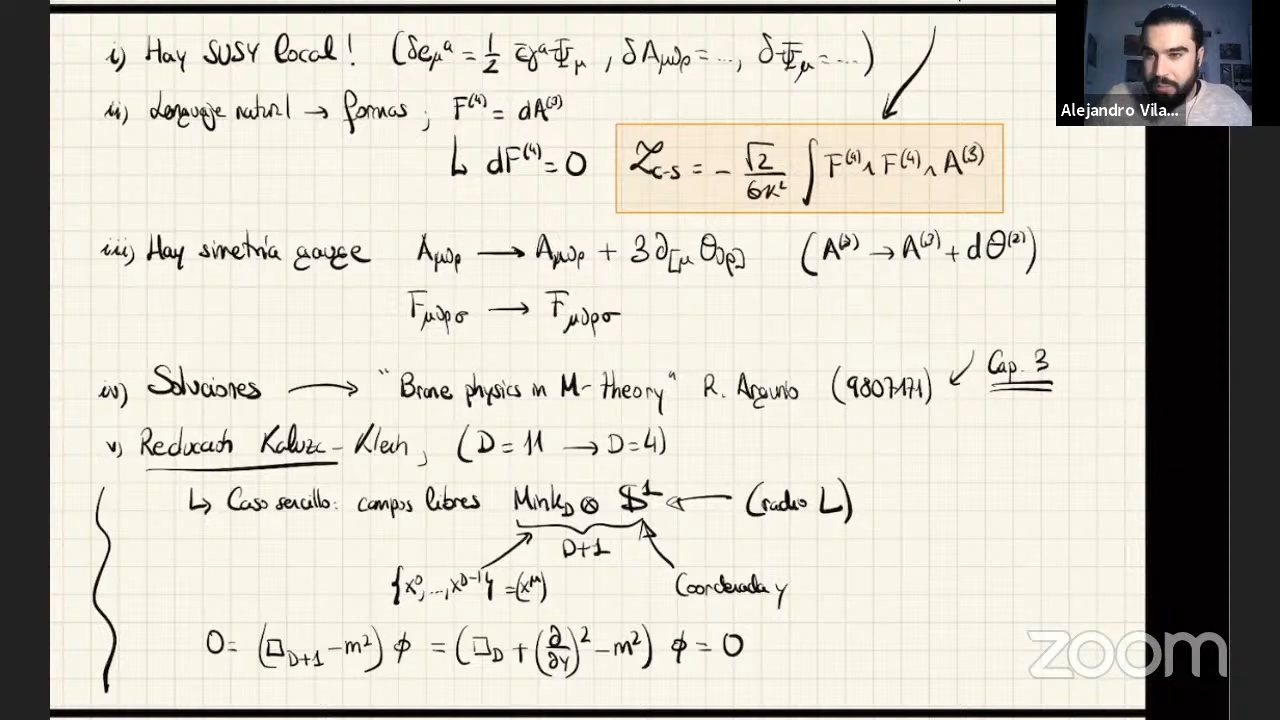 i) Hay SUSY local! (δe_μ^a = 1/2 ε̄γ^a Ψ_μ , δA_μνρ = ..., δΨ_μ = ...)
ii) Lenguaje natural → formas ; F⁽⁴⁾ = dA⁽³⁾
↳ dF⁽⁴⁾ = 0
ℒ_C-S = - √2/6κ² ∫ F⁽⁴⁾ ∧ F⁽⁴⁾ ∧ A⁽³⁾
iii) Hay simetría gauge A_μνρ → A_μνρ + 3∂_[μ θ_νρ] (A⁽³⁾ → A⁽³⁾ + dθ⁽²⁾)
F_μνρσ → F_μνρσ
iv) Soluciones → "Brane physics in M-theory" R. Argurio (9807171) ↙ Cap. 3
v) Reducción Kaluza-Klein, (D = 11 → D = 4)
↳ Caso sencillo: campos libres Mink_D ⊗ S¹ ← (radio L)
D+1
{x⁰, ..., x^D-1} = (x^μ) Coordenada y
0 = (□_D+1 - m²) φ = (□_D + (∂/∂y)² - m²) φ = 0
Alejandro Vila...
zoom